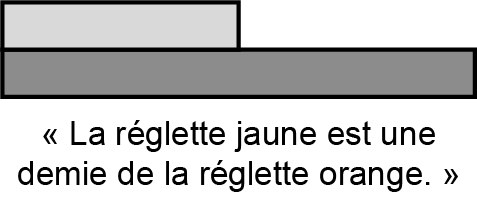 « La réglette jaune est une
demie de la réglette orange. »